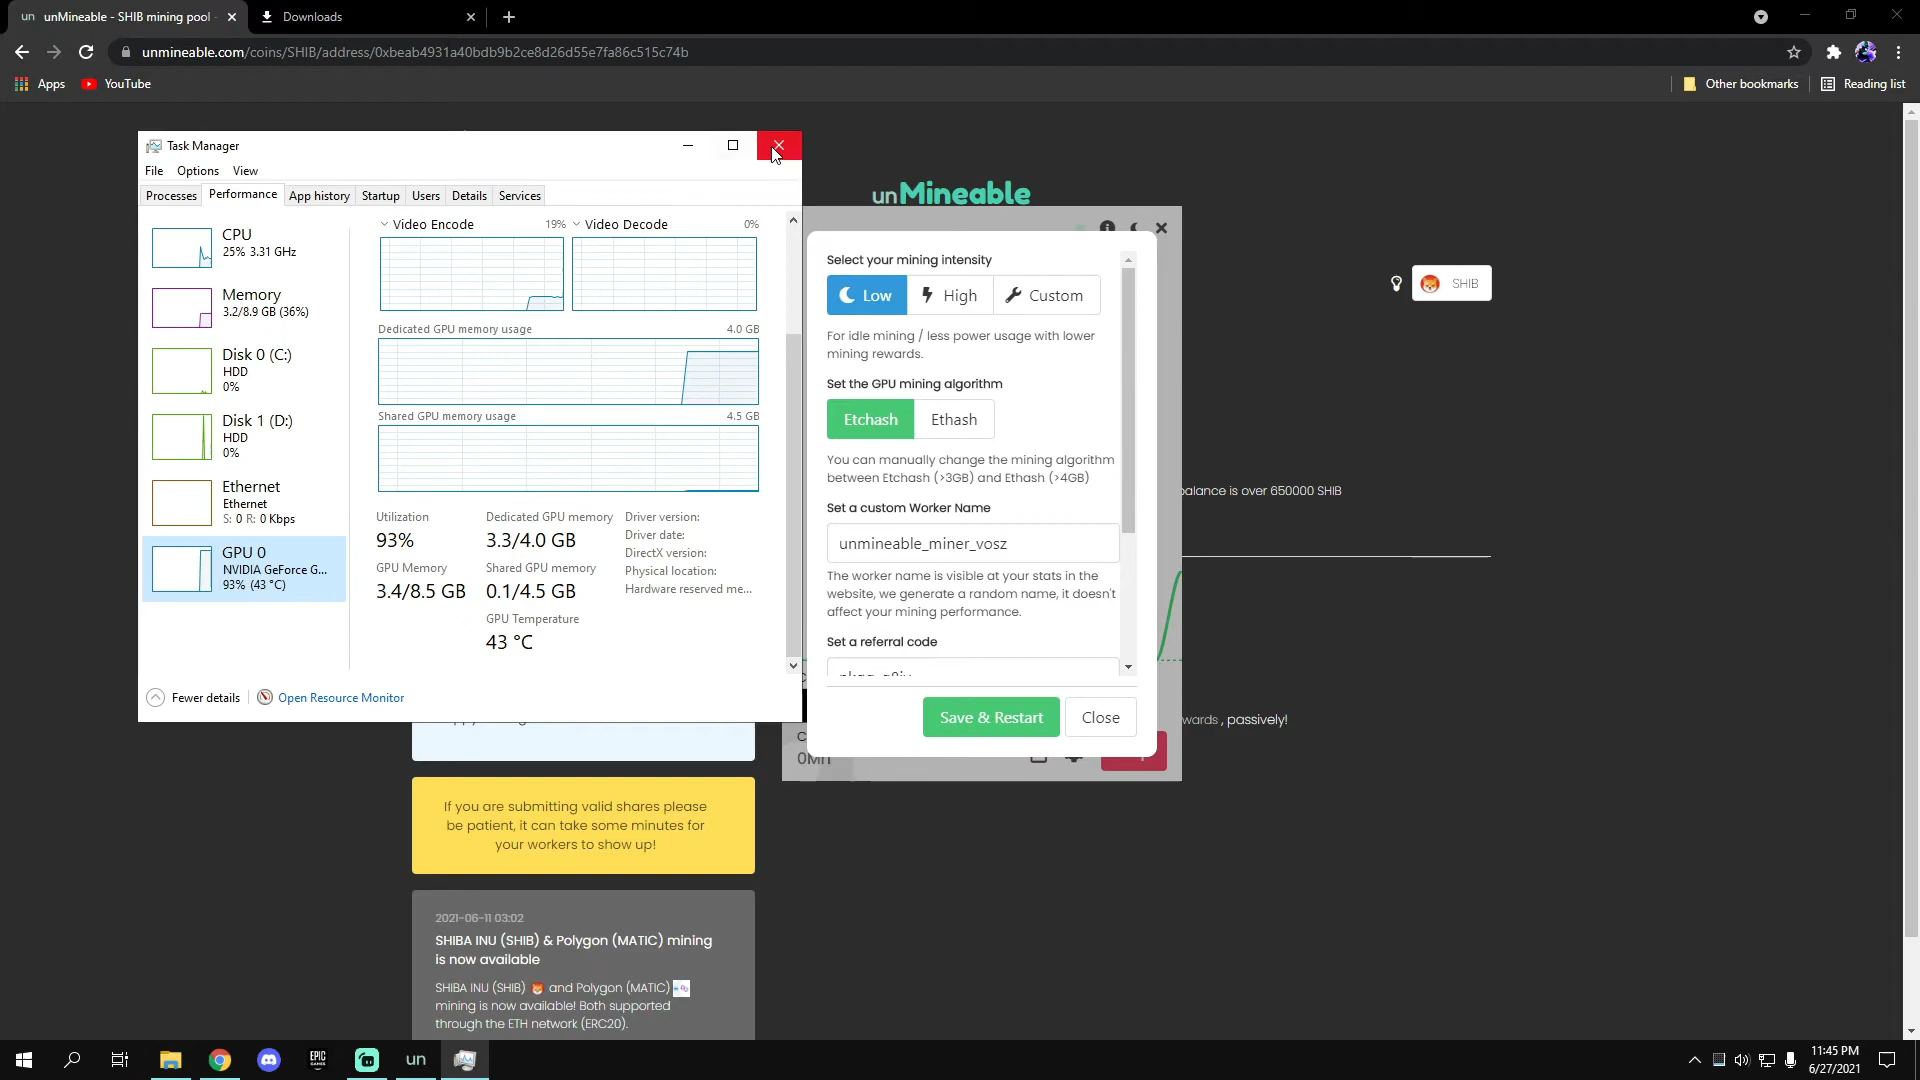 un unMineable - SHIB mining pool -
Downloads
unmineable.com/coins/SHIB/address/0xbeab4931a40bdb9b2ce8d26d55e7fa86c515c74b
Apps
YouTube
Other bookmarks
Reading list
Task Manager
File Options View
Processes Performance App history Startup Users Details Services
CPU
25% 3.31 GHz
Memory
3.2/8.9 GB (36%)
Disk 0 (C:)
HDD
0%
Disk 1 (D:)
HDD
0%
Ethernet
Ethernet
S: 0 R: 0 Kbps
GPU 0
NVIDIA GeForce G...
93% (43 °C)
Video Encode 19% Video Decode 0%
Dedicated GPU memory usage 4.0 GB
Shared GPU memory usage 4.5 GB
Utilization
93%
GPU Memory
3.4/8.5 GB
Dedicated GPU memory
3.3/4.0 GB
Shared GPU memory
0.1/4.5 GB
GPU Temperature
43 °C
Driver version:
Driver date:
DirectX version:
Physical location:
Hardware reserved me...
Fewer details
Open Resource Monitor
unMineable
SHIB
Select your mining intensity
Low High Custom
For idle mining / less power usage with lower
mining rewards.
Set the GPU mining algorithm
Etchash Ethash
You can manually change the mining algorithm
between Etchash (>3GB) and Ethash (>4GB)
Set a custom Worker Name
unmineable_miner_vosz
The worker name is visible at your stats in the
website, we generate a random name, it doesn't
affect your mining performance.
Set a referral code
Save & Restart Close
balance is over 650000 SHIB
wards , passively!
If you are submitting valid shares please
be patient, it can take some minutes for
your workers to show up!
2021-06-11 03:02
SHIBA INU (SHIB) & Polygon (MATIC) mining
is now available
SHIBA INU (SHIB) and Polygon (MATIC)
mining is now available! Both supported
through the ETH network (ERC20).
EPIC
GAMES
un
11:45 PM
6/27/2021